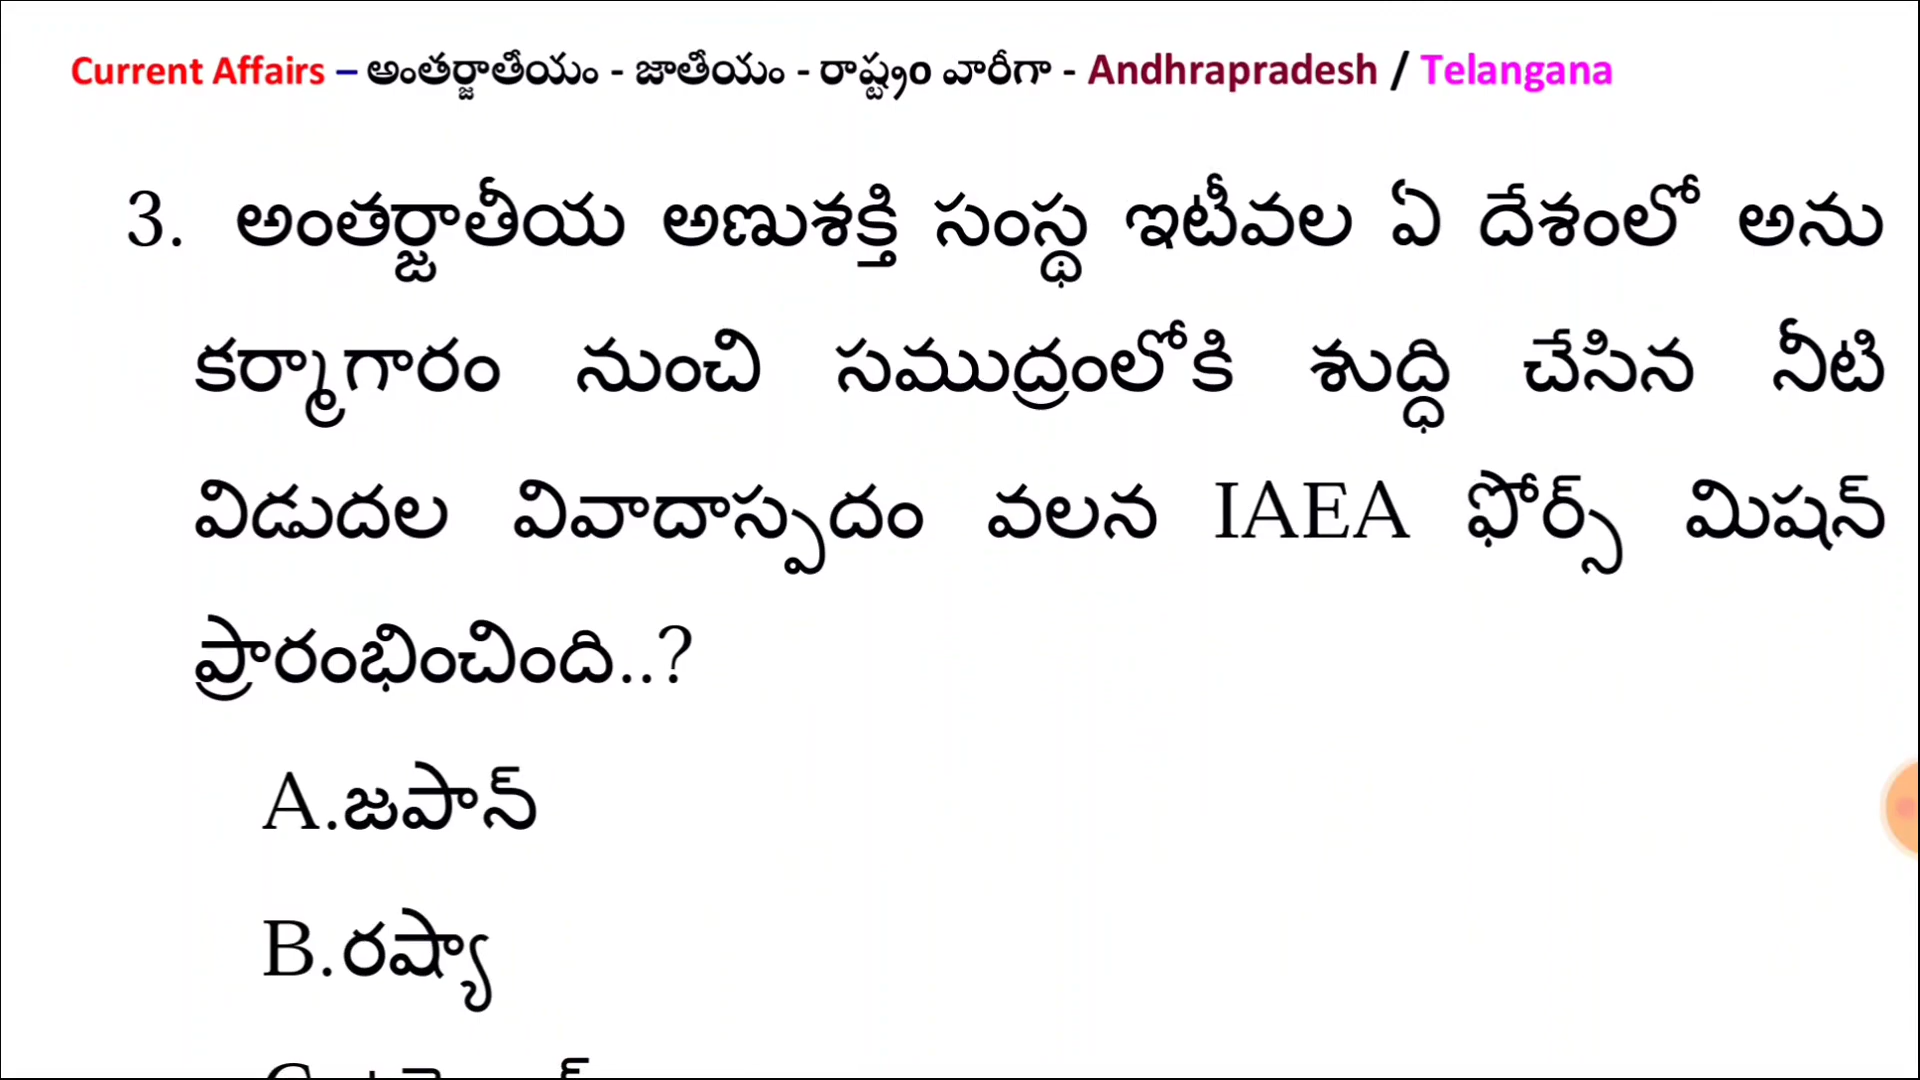 Current Affairs – అంతర్జాతీయం - జాతీయం - రాష్ట్రం వారీగా - Andhrapradesh / Telangana
3. అంతర్జాతీయ అణుశక్తి సంస్థ ఇటీవల ఏ దేశంలో అను
కర్మాగారం నుంచి సముద్రంలోకి శుద్ధి చేసిన నీటి
విడుదల వివాదాస్పదం వలన IAEA ఫోర్స్ మిషన్
ప్రారంభించింది..?
A.జపాన్
B.రష్యా